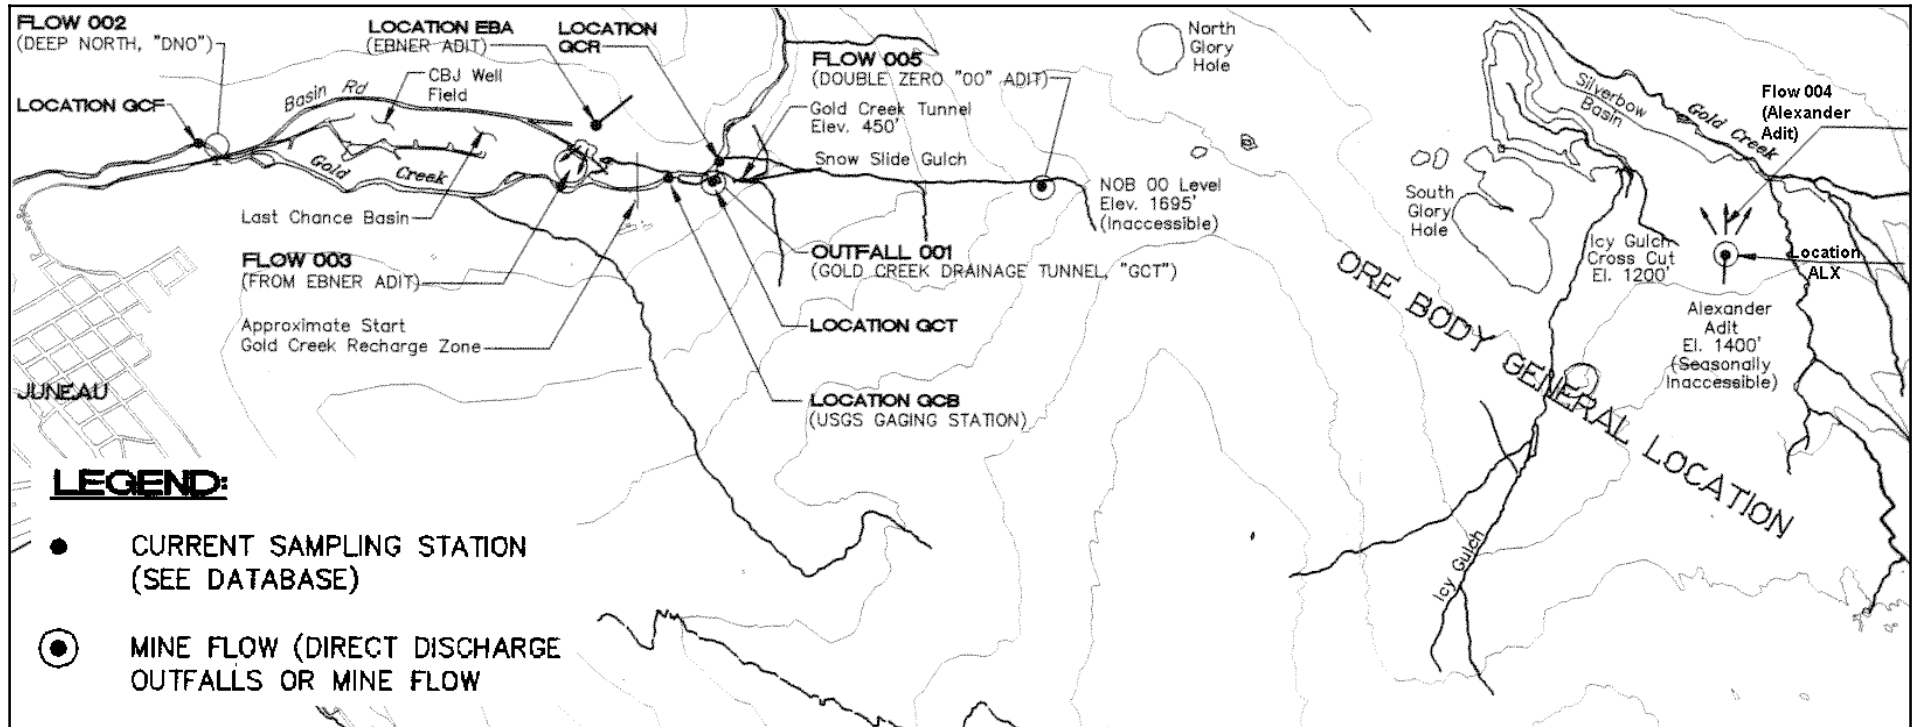 FLOW 002
(DEEP NORTH, "DNO")
LOCATION GCF
LOCATION EBA
(EBNER ADIT)
LOCATION
GCR
Basin Rd
CBJ Well
Field
FLOW 005
(DOUBLE ZERO "00" ADIT)
Gold Creek Tunnel
Elev. 450'
Snow Slide Gulch
North
Glory
Hole
Silverbow
Basin
Gold Creek
Flow 004
(Alexander
Adit)
Gold Creek
Last Chance Basin
NOB 00 Level
Elev. 1695'
(Inaccessible)
South
Glory
Hole
FLOW 003
(FROM EBNER ADIT)
OUTFALL 001
(GOLD CREEK DRAINAGE TUNNEL, "GCT")
Icy Gulch
Cross Cut
El. 1200'
Location
ALX
Approximate Start
Gold Creek Recharge Zone
LOCATION GCT
Alexander
Adit
El. 1400'
(Seasonally
Inaccessible)
JUNEAU
LOCATION GCB
(USGS GAGING STATION)
ORE BODY GENERAL LOCATION
Icy Gulch
LEGEND:
CURRENT SAMPLING STATION
(SEE DATABASE)
MINE FLOW (DIRECT DISCHARGE
OUTFALLS OR MINE FLOW